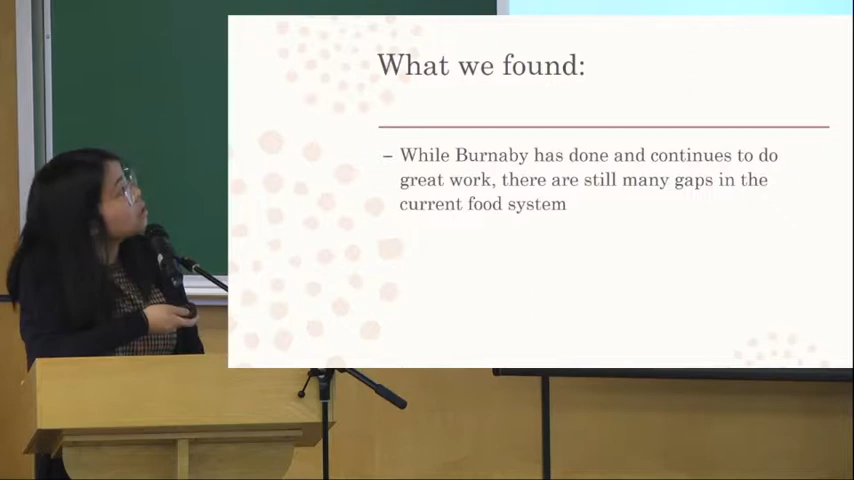 What we found:
– While Burnaby has done and continues to do
great work, there are still many gaps in the
current food system